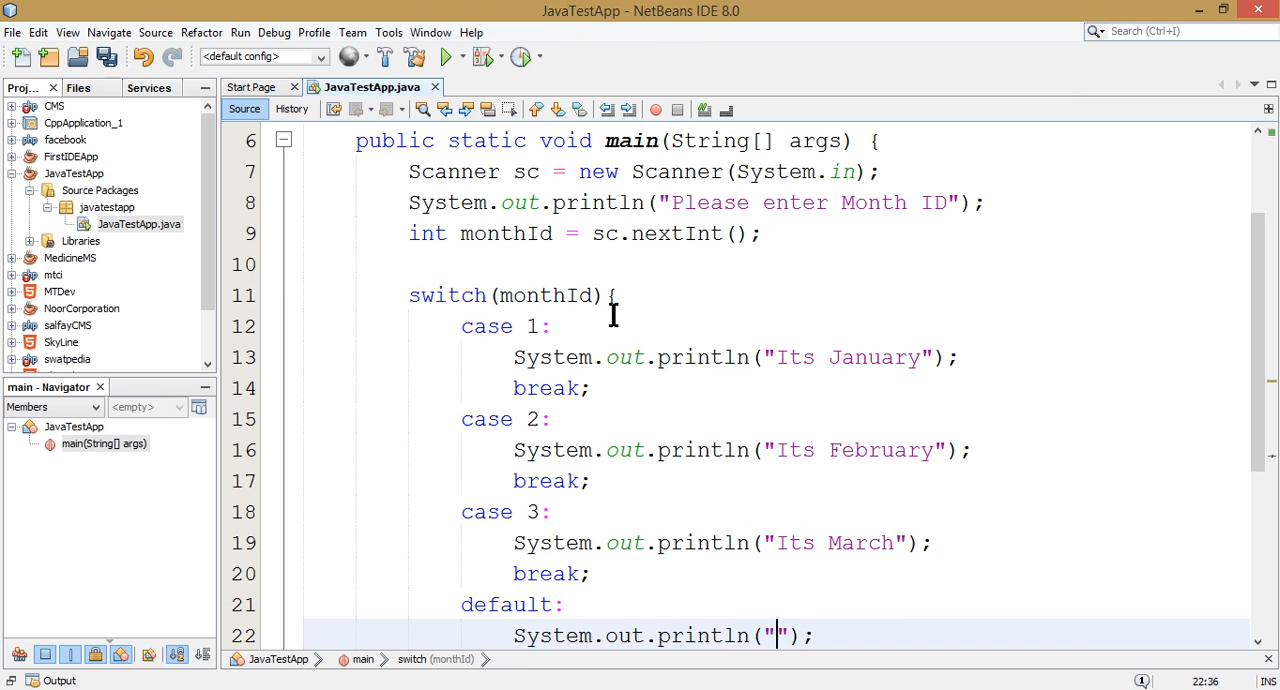 JavaTestApp - NetBeans IDE 8.0
File Edit View Navigate Source Refactor Run Debug Profile Team Tools Window Help
Search (Ctrl+I)
<default config>
Proj... Files Services
Start Page JavaTestApp.java
Source History
CMS
CppApplication_1
facebook
FirstIDEApp
JavaTestApp
Source Packages
javatestapp
JavaTestApp.java
Libraries
MedicineMS
mtci
MTDev
NoorCorporation
salfayCMS
SkyLine
swatpedia
main - Navigator
Members <empty>
JavaTestApp
main(String[] args)
6 public static void main(String[] args) {
7 Scanner sc = new Scanner(System.in);
8 System.out.println("Please enter Month ID");
9 int monthId = sc.nextInt();
10
11 switch(monthId){
12 case 1:
13 System.out.println("Its January");
14 break;
15 case 2:
16 System.out.println("Its February");
17 break;
18 case 3:
19 System.out.println("Its March");
20 break;
21 default:
22 System.out.println("");
JavaTestApp main switch (monthId)
Output
1
22:36 INS